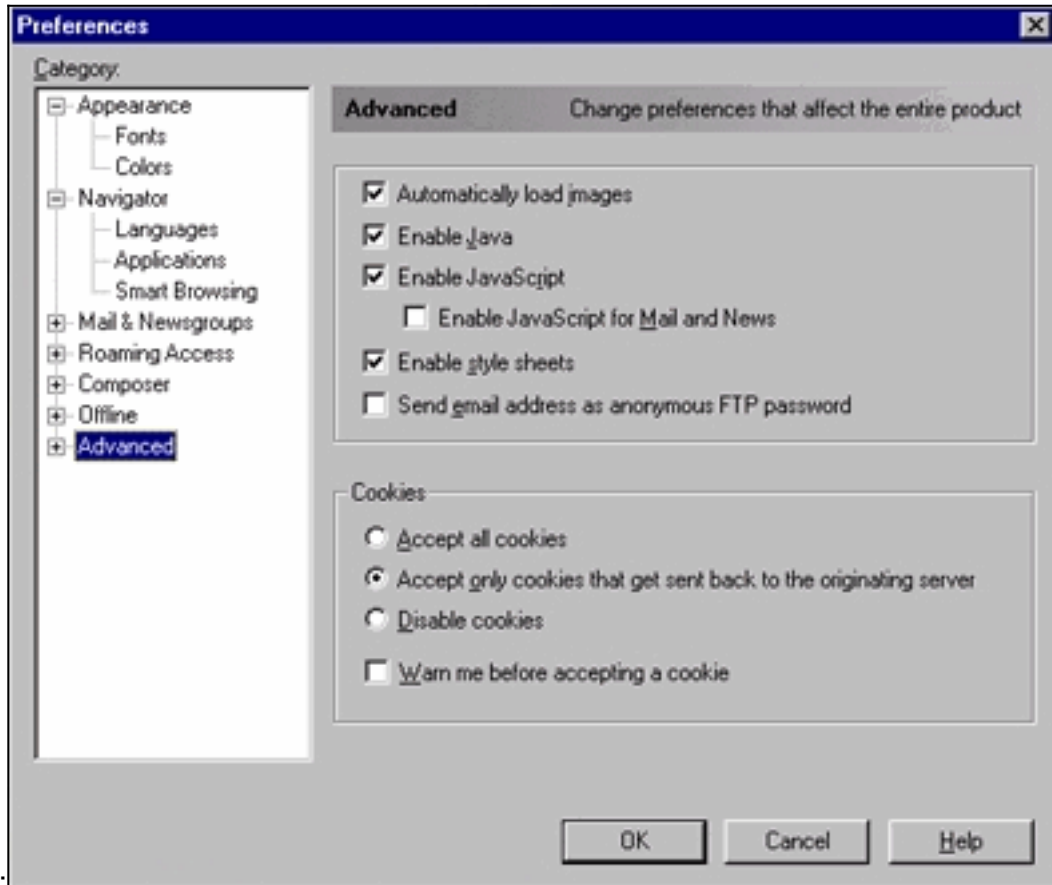 Preferences
Category:
Appearance
Fonts
Colors
Navigator
Languages
Applications
Smart Browsing
Mail & Newsgroups
Roaming Access
Composer
Offline
Advanced
Advanced Change preferences that affect the entire product
Automatically load images
Enable Java
Enable JavaScript
Enable JavaScript for Mail and News
Enable style sheets
Send email address as anonymous FTP password
Cookies
Accept all cookies
Accept only cookies that get sent back to the originating server
Disable cookies
Warn me before accepting a cookie
OK Cancel Help
.